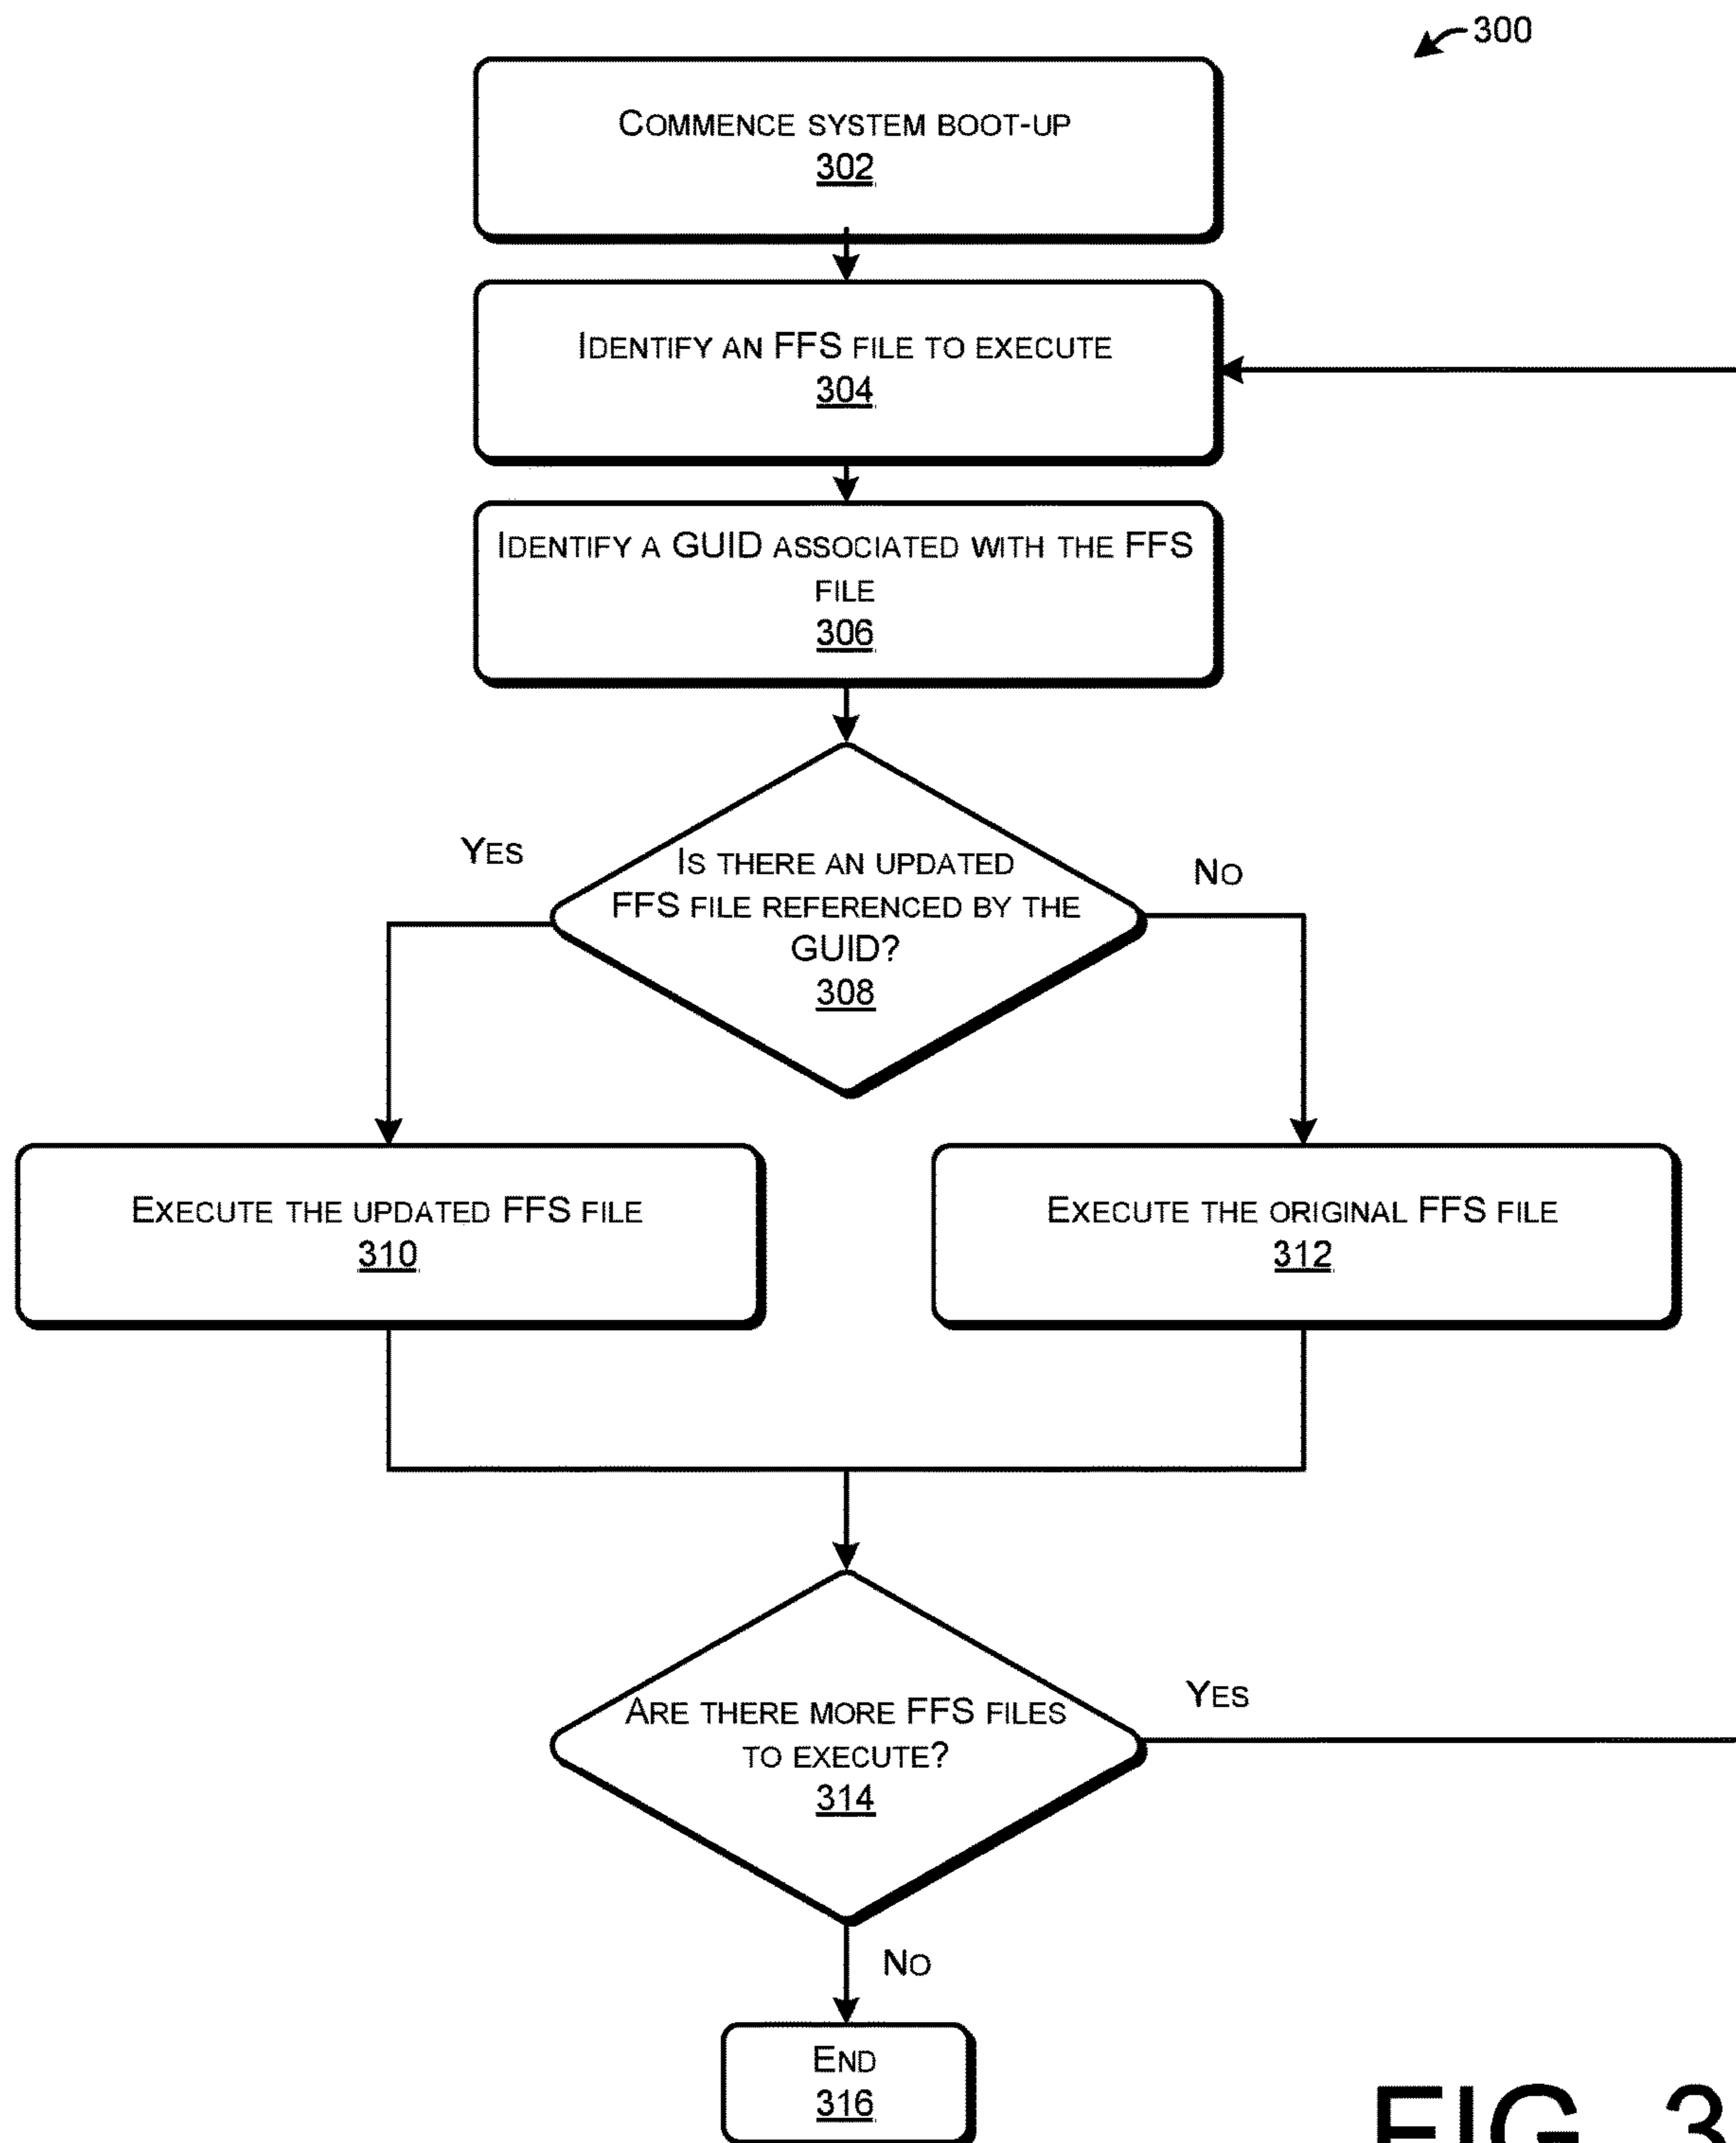 300
COMMENCE SYSTEM BOOT-UP
302
IDENTIFY AN FFS FILE TO EXECUTE
304
IDENTIFY A GUID ASSOCIATED WITH THE FFS
FILE
306
YES
IS THERE AN UPDATED
FFS FILE REFERENCED BY THE
GUID?
308
NO
EXECUTE THE UPDATED FFS FILE
310
EXECUTE THE ORIGINAL FFS FILE
312
ARE THERE MORE FFS FILES
TO EXECUTE?
314
YES
NO
END
316
FIG. 3